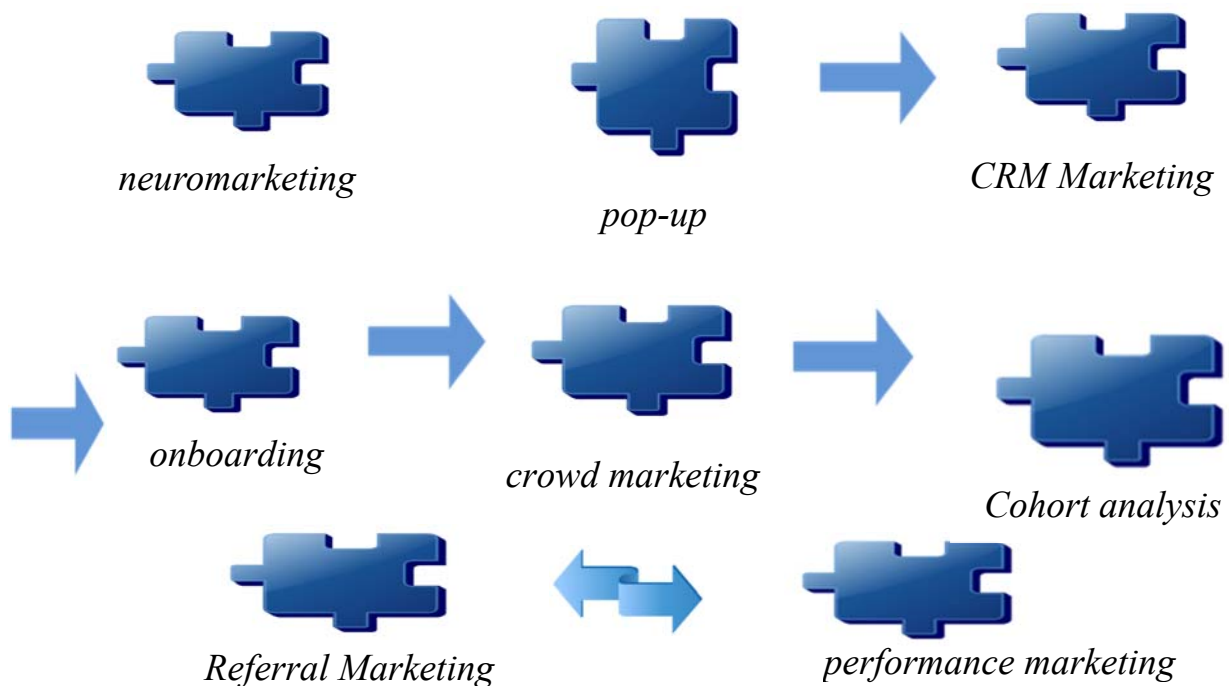 neuromarketing
pop-up
CRM Marketing
onboarding
crowd marketing
Cohort analysis
Referral Marketing
performance marketing